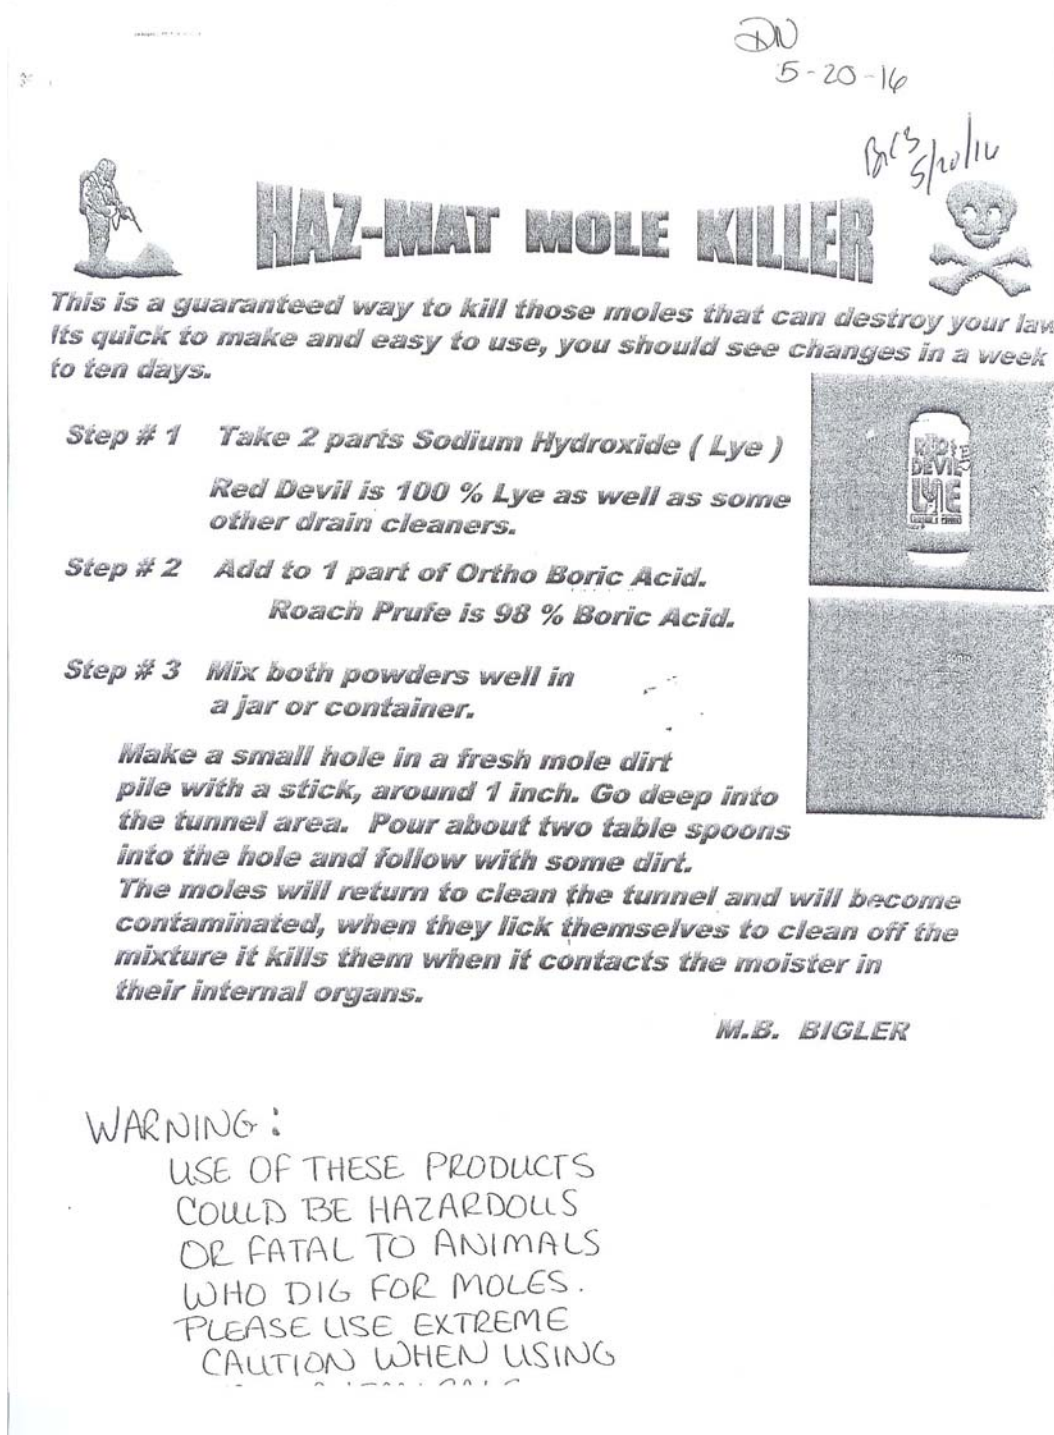 DN
5-20-16
5/20/16
HAZ-MAT MOLE KILLER
This is a guaranteed way to kill those moles that can destroy your law
Its quick to make and easy to use, you should see changes in a week
to ten days.
Step # 1 Take 2 parts Sodium Hydroxide ( Lye )
Red Devil is 100 % Lye as well as some
other drain cleaners.
RED
DEVIL
LYE
Step # 2 Add to 1 part of Ortho Boric Acid.
Roach Prufe is 98 % Boric Acid.
Step # 3 Mix both powders well in
a jar or container.
Make a small hole in a fresh mole dirt
pile with a stick, around 1 inch. Go deep into
the tunnel area. Pour about two table spoons
into the hole and follow with some dirt.
The moles will return to clean the tunnel and will become
contaminated, when they lick themselves to clean off the
mixture it kills them when it contacts the moister in
their internal organs.
M.B. BIGLER
WARNING:
USE OF THESE PRODUCTS
COULD BE HAZARDOUS
OR FATAL TO ANIMALS
WHO DIG FOR MOLES.
PLEASE USE EXTREME
CAUTION WHEN USING